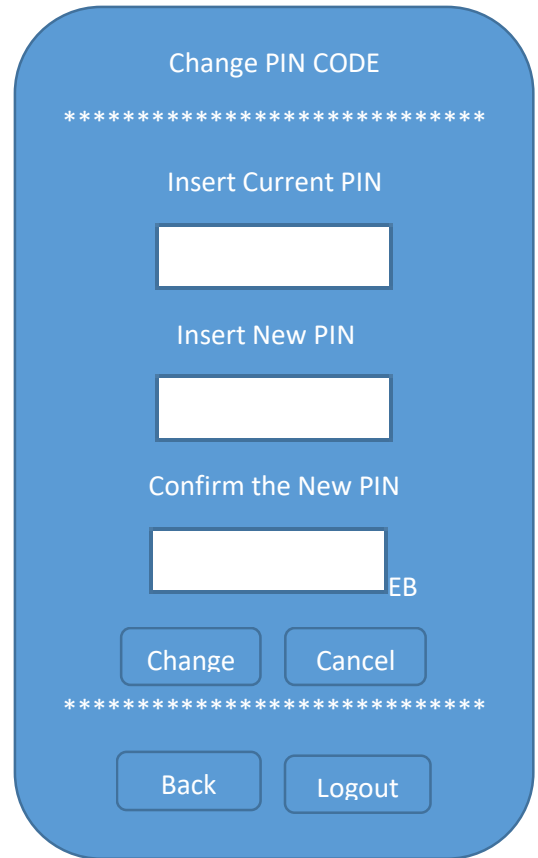 Change PIN CODE
*****************************
Insert Current PIN
Insert New PIN
Confirm the New PIN
EB
Change Cancel
*****************************
Back Logout